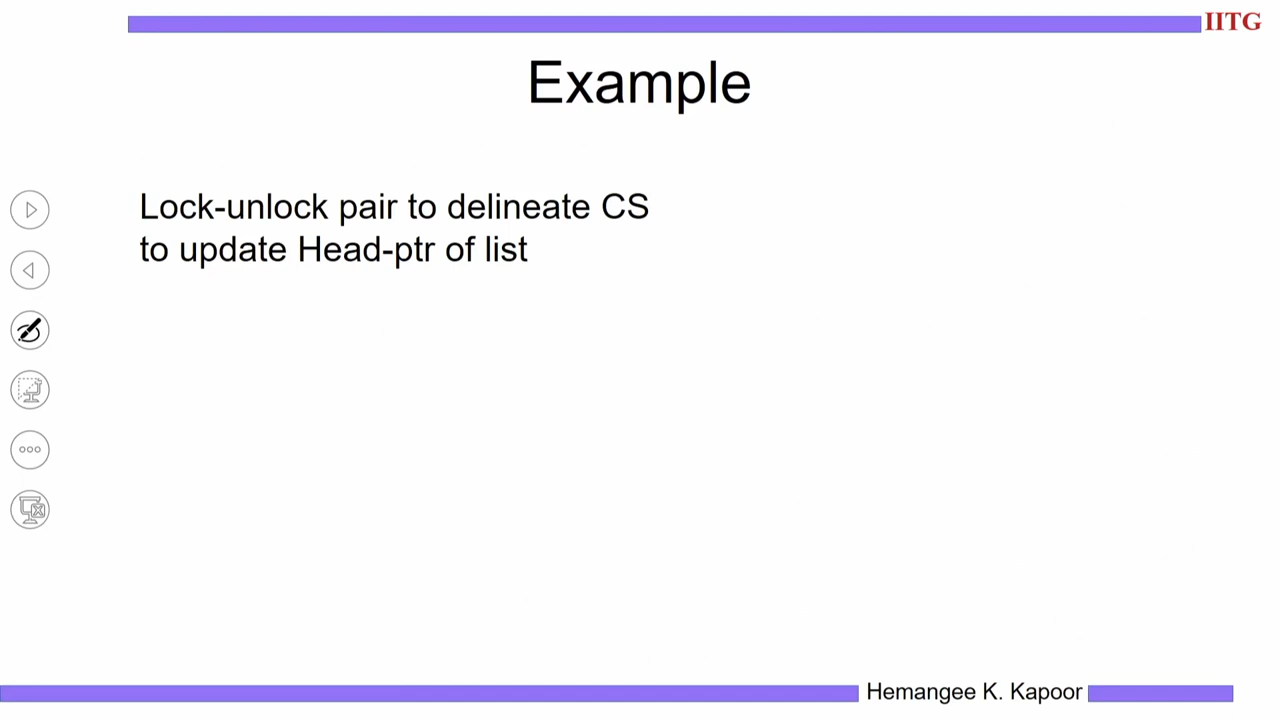 IITG
Example
Lock-unlock pair to delineate CS
to update Head-ptr of list
Hemangee K. Kapoor